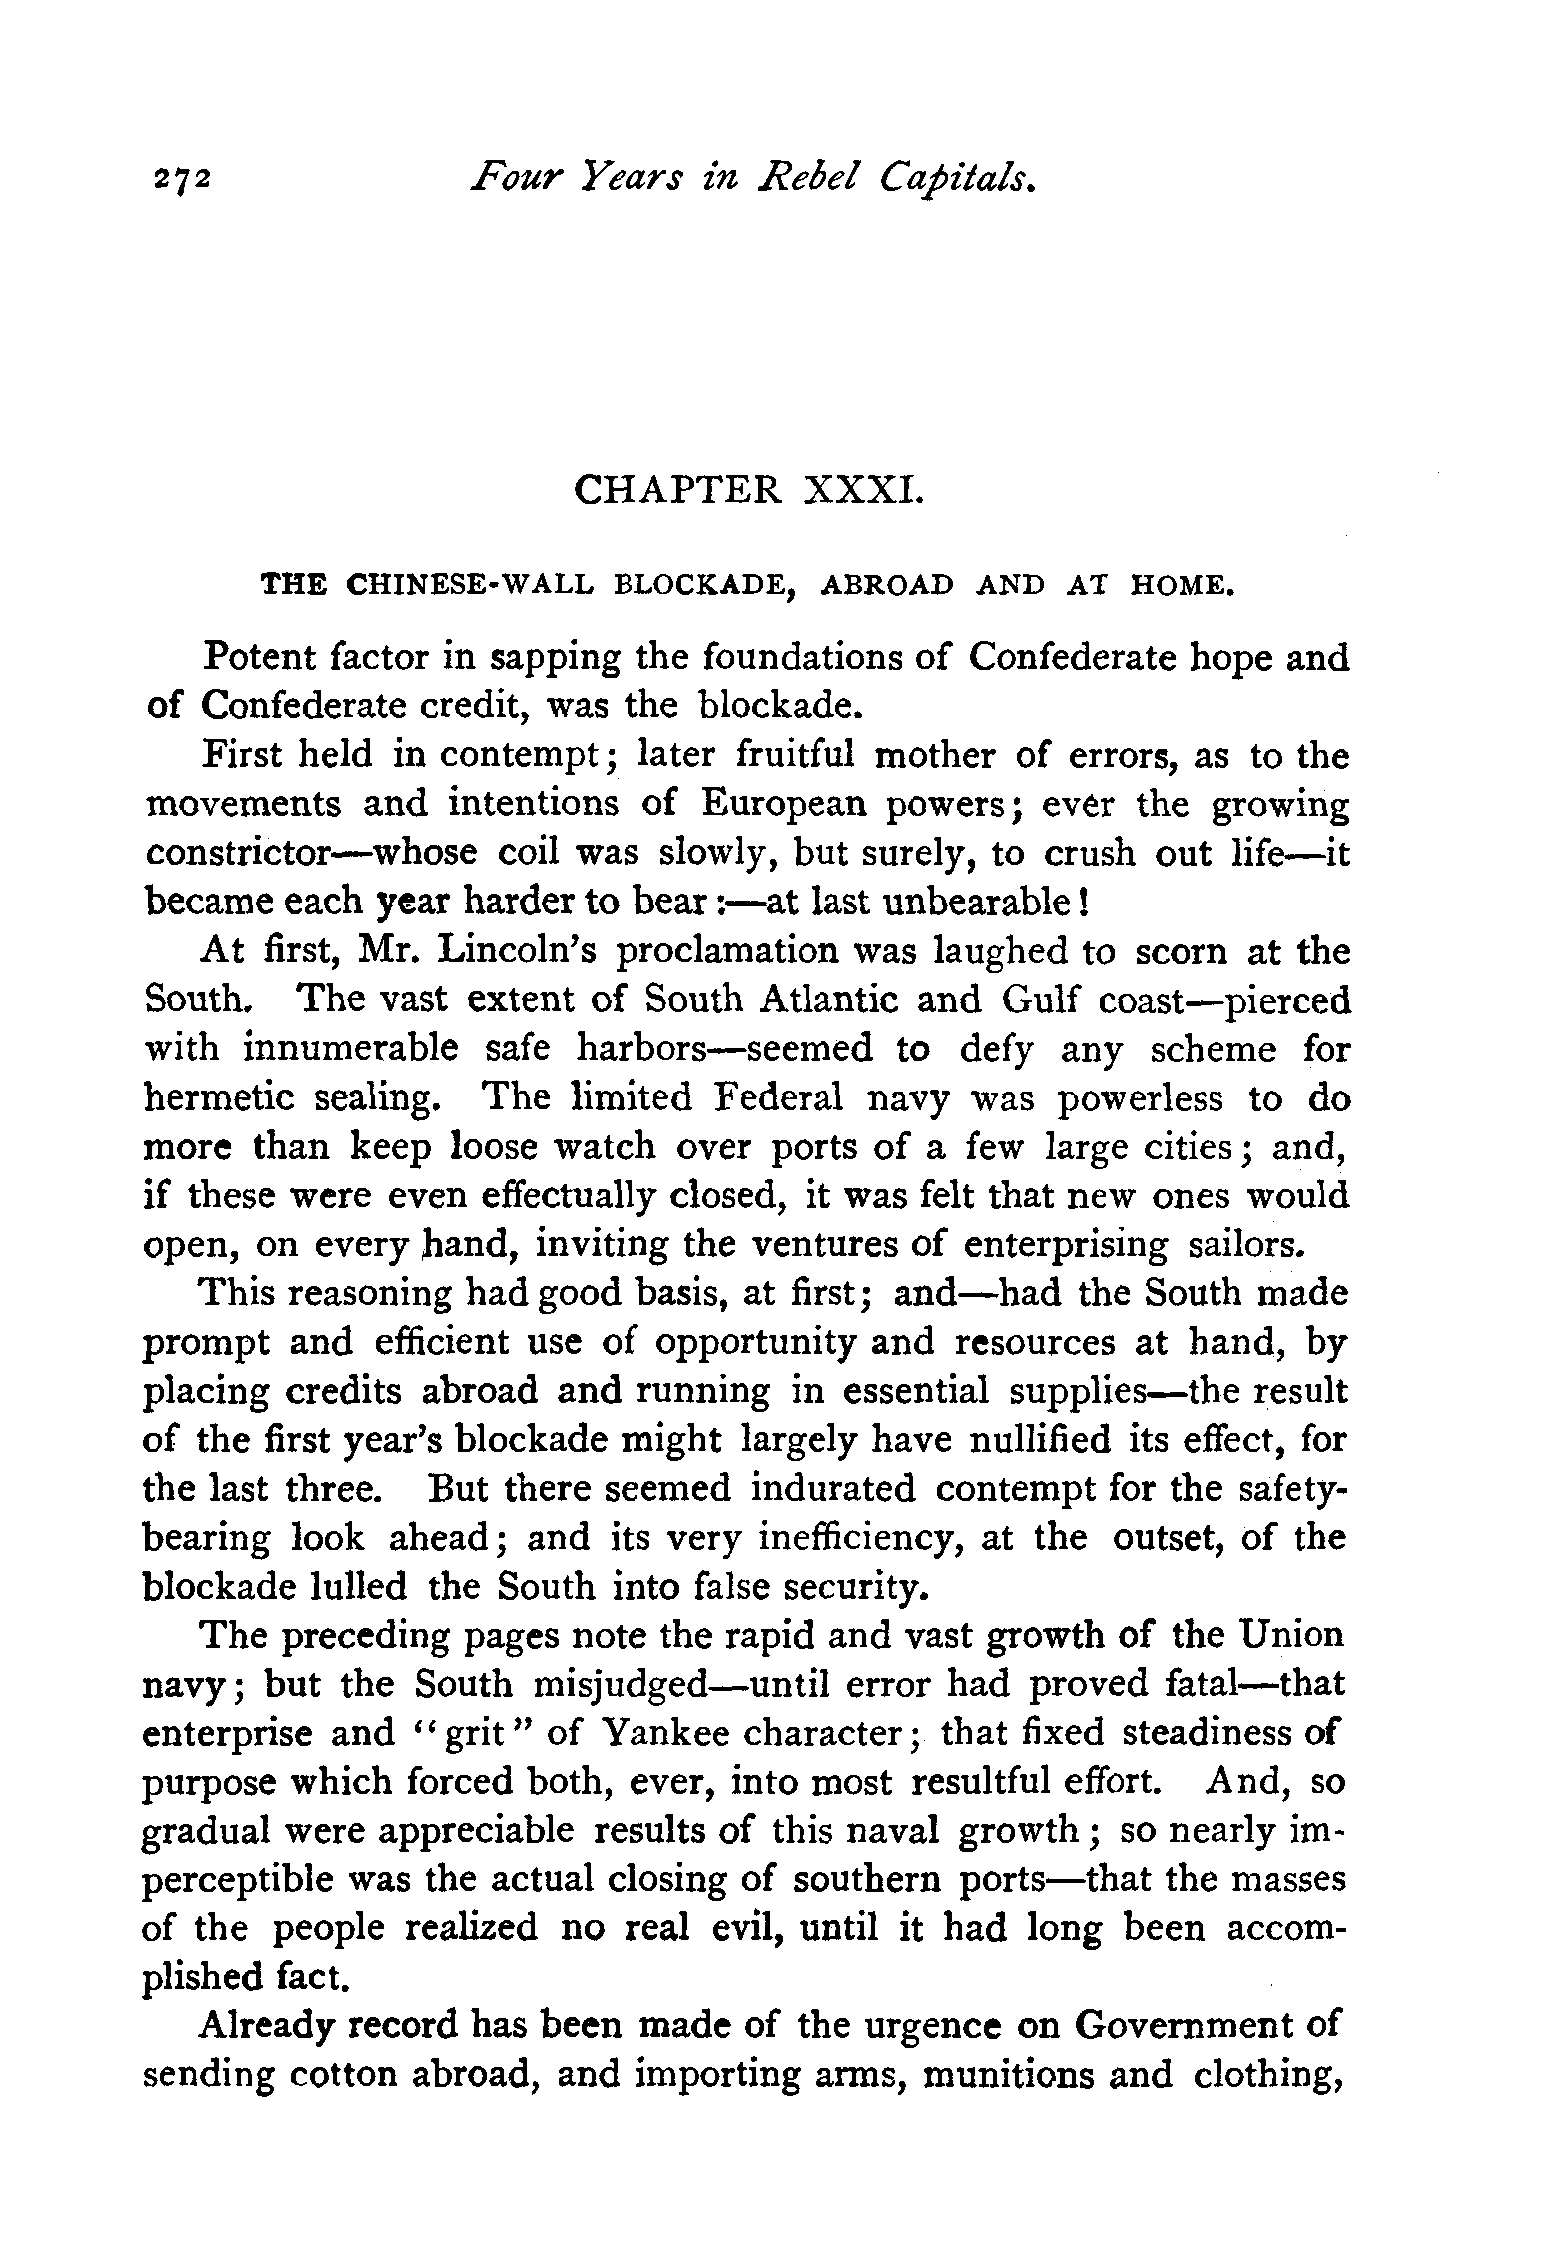 272 Four Years in Rebel Capitals.
CHAPTER XXXI.
THE CHINESE-WALL BLOCKADE, ABROAD AND AT HOME.
Potent factor in sapping the foundations of Confederate hope and
of Confederate credit, was the blockade.
First held in contempt; later fruitful mother of errors, as to the
movements and intentions of European powers; ever the growing
constrictor—whose coil was slowly, but surely, to crush out life—it
became each year harder to bear:—at last unbearable!
At first, Mr. Lincoln's proclamation was laughed to scorn at the
South. The vast extent of South Atlantic and Gulf coast—pierced
with innumerable safe harbors—seemed to defy any scheme for
hermetic sealing. The limited Federal navy was powerless to do
more than keep loose watch over ports of a few large cities; and,
if these were even effectually closed, it was felt that new ones would
open, on every hand, inviting the ventures of enterprising sailors.
This reasoning had good basis, at first; and—had the South made
prompt and efficient use of opportunity and resources at hand, by
placing credits abroad and running in essential supplies—the result
of the first year's blockade might largely have nullified its effect, for
the last three. But there seemed indurated contempt for the safety-
bearing look ahead; and its very inefficiency, at the outset, of the
blockade lulled the South into false security.
The preceding pages note the rapid and vast growth of the Union
navy; but the South misjudged—until error had proved fatal—that
enterprise and "grit" of Yankee character; that fixed steadiness of
purpose which forced both, ever, into most resultful effort. And, so
gradual were appreciable results of this naval growth; so nearly im-
perceptible was the actual closing of southern ports—that the masses
of the people realized no real evil, until it had long been accom-
plished fact.
Already record has been made of the urgence on Government of
sending cotton abroad, and importing arms, munitions and clothing,